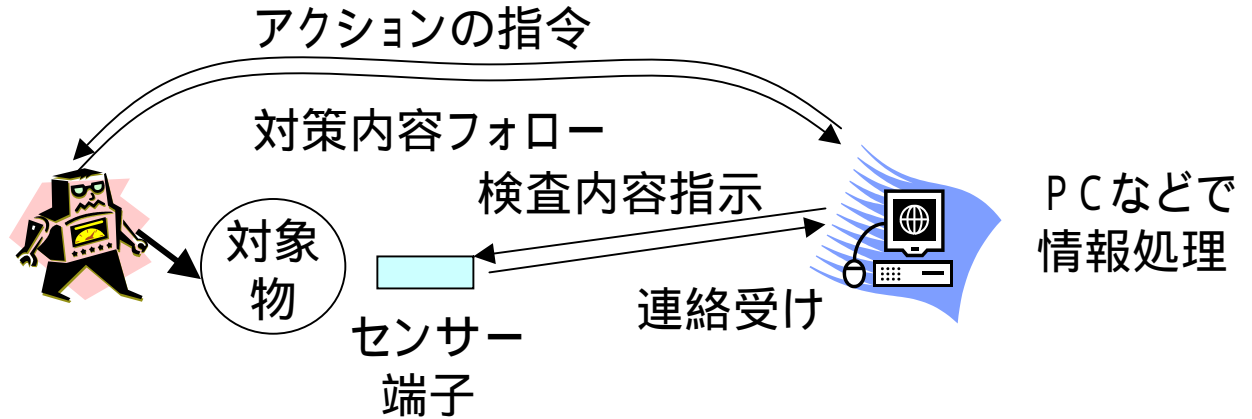 アクションの指令
対策内容フォロー
検査内容指示
PCなどで
情報処理
対象
物
連絡受け
センサー
端子